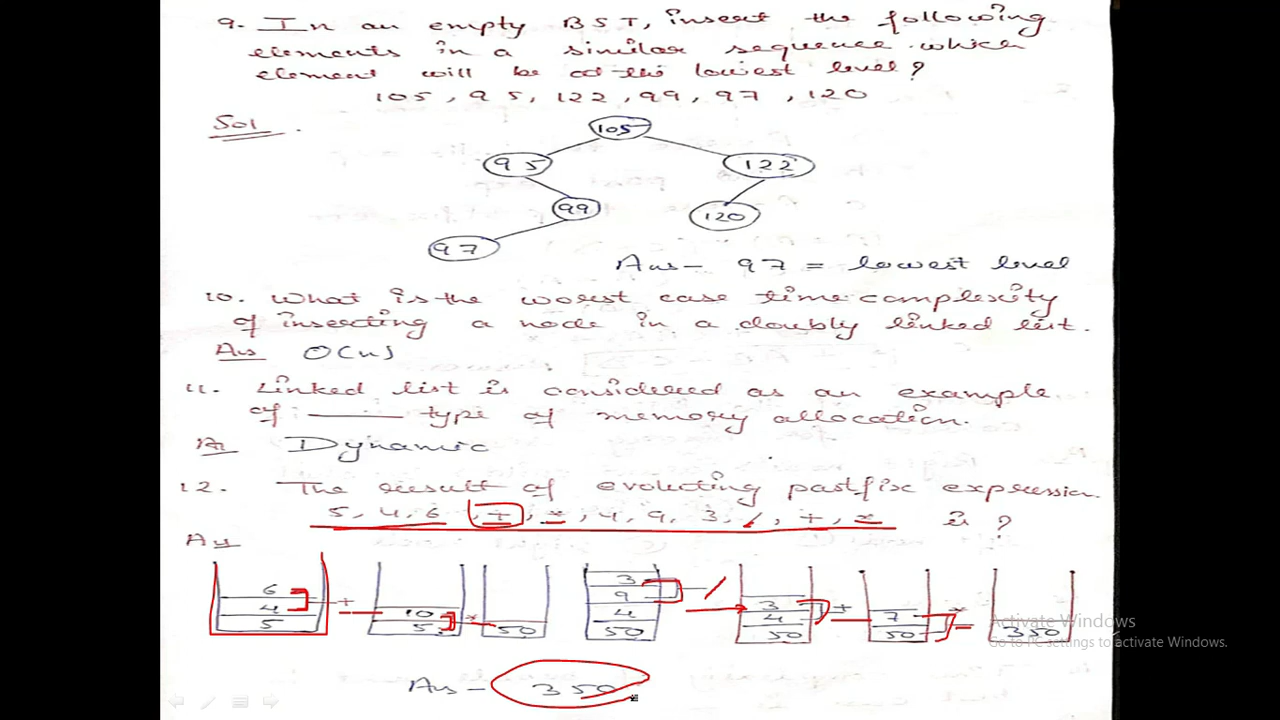 9. In an empty BST, insert the following
elements in a similar sequence. which
element will be at the lowest level?
105, 95, 122, 99, 97, 120
Sol.
105
95 122
99 120
97
Ans - 97 = lowest level
10. What is the worst case time complexity
of inserting a node in a doubly linked list.
As O(n)
11. Linked list is considered as an example
of ______ type of memory allocation.
A Dynamic
12. The result of evaluating postfix expression
5, 4, 6, +, *, 4, 9, 3, /, +, * is?
As
6 3
4 + 10 9 / 3 + 7 *
5 5 * 50 4 4 50 350
50 50
Activate Windows
Go to PC settings to activate Windows.
Ans - 350